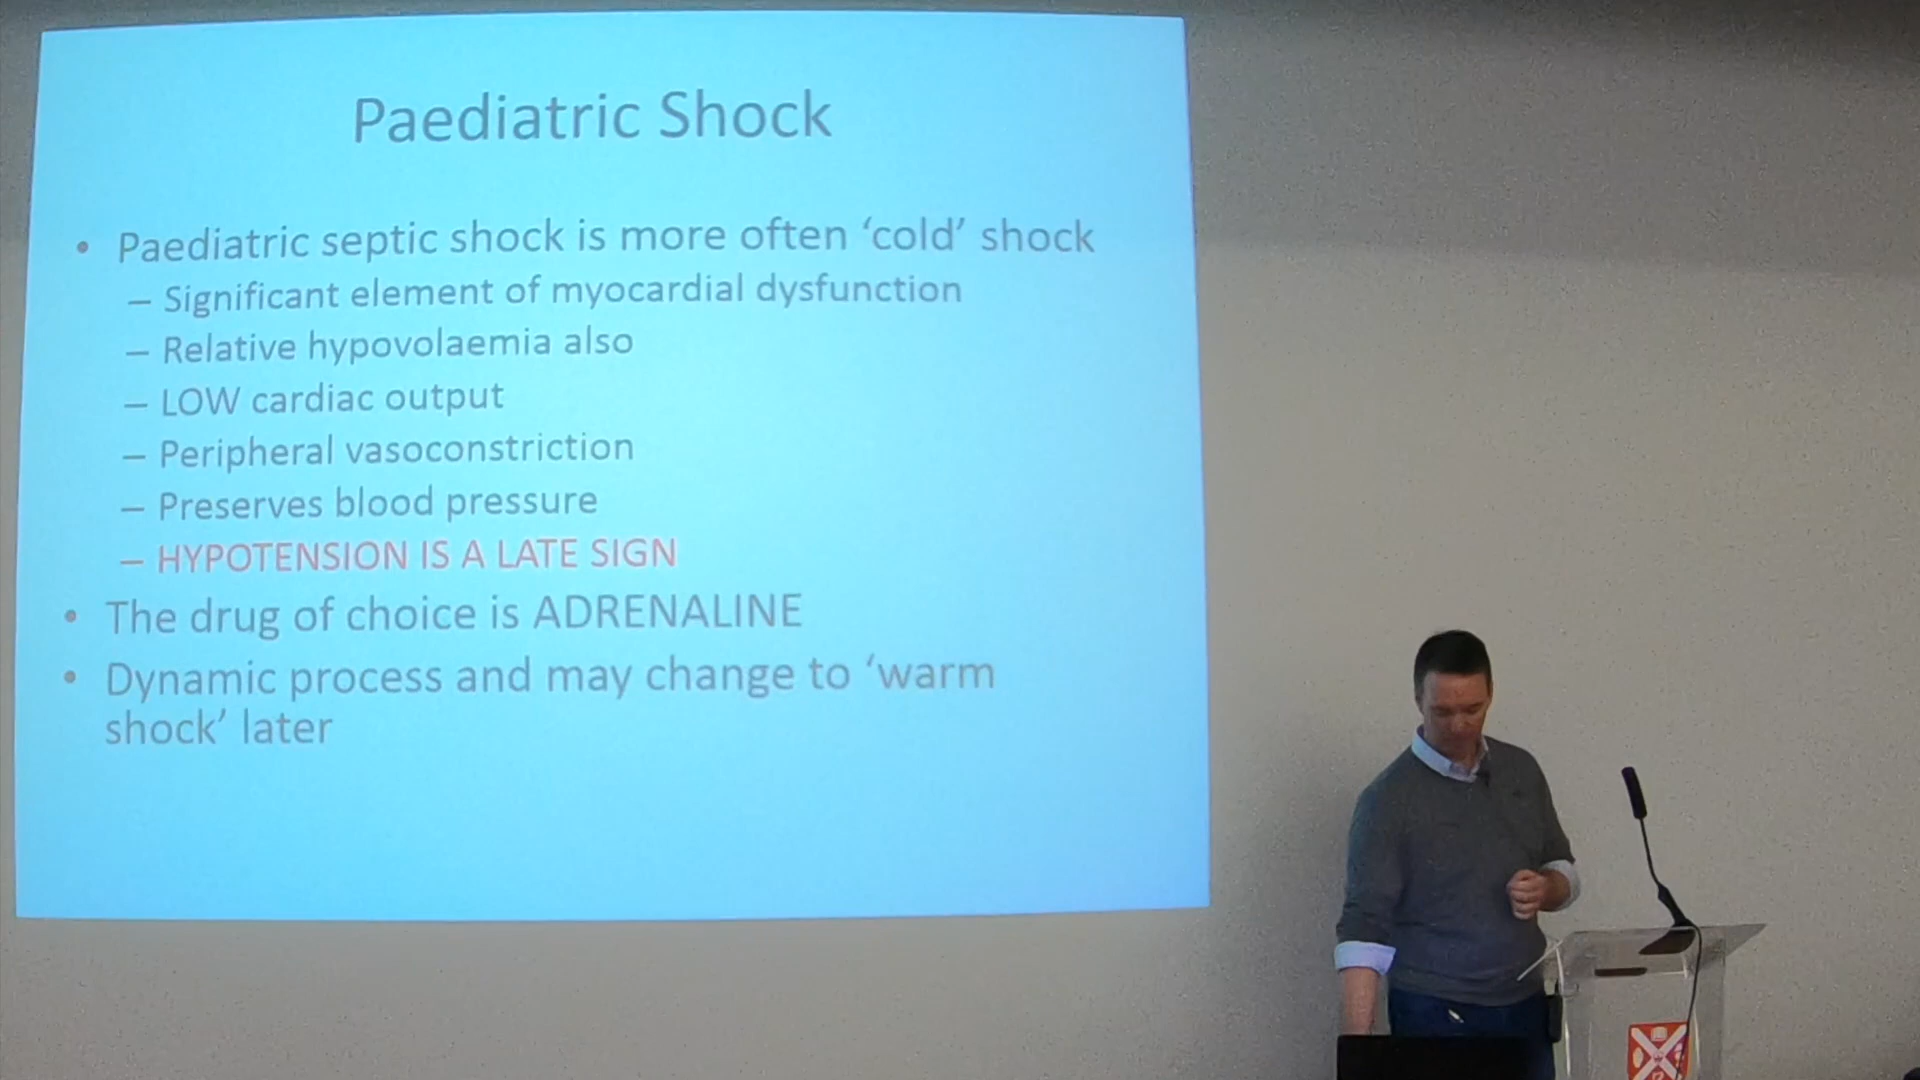 Paediatric Shock
• Paediatric septic shock is more often ‘cold’ shock
– Significant element of myocardial dysfunction
– Relative hypovolaemia also
– LOW cardiac output
– Peripheral vasoconstriction
– Preserves blood pressure
– HYPOTENSION IS A LATE SIGN
• The drug of choice is ADRENALINE
• Dynamic process and may change to ‘warm
shock’ later